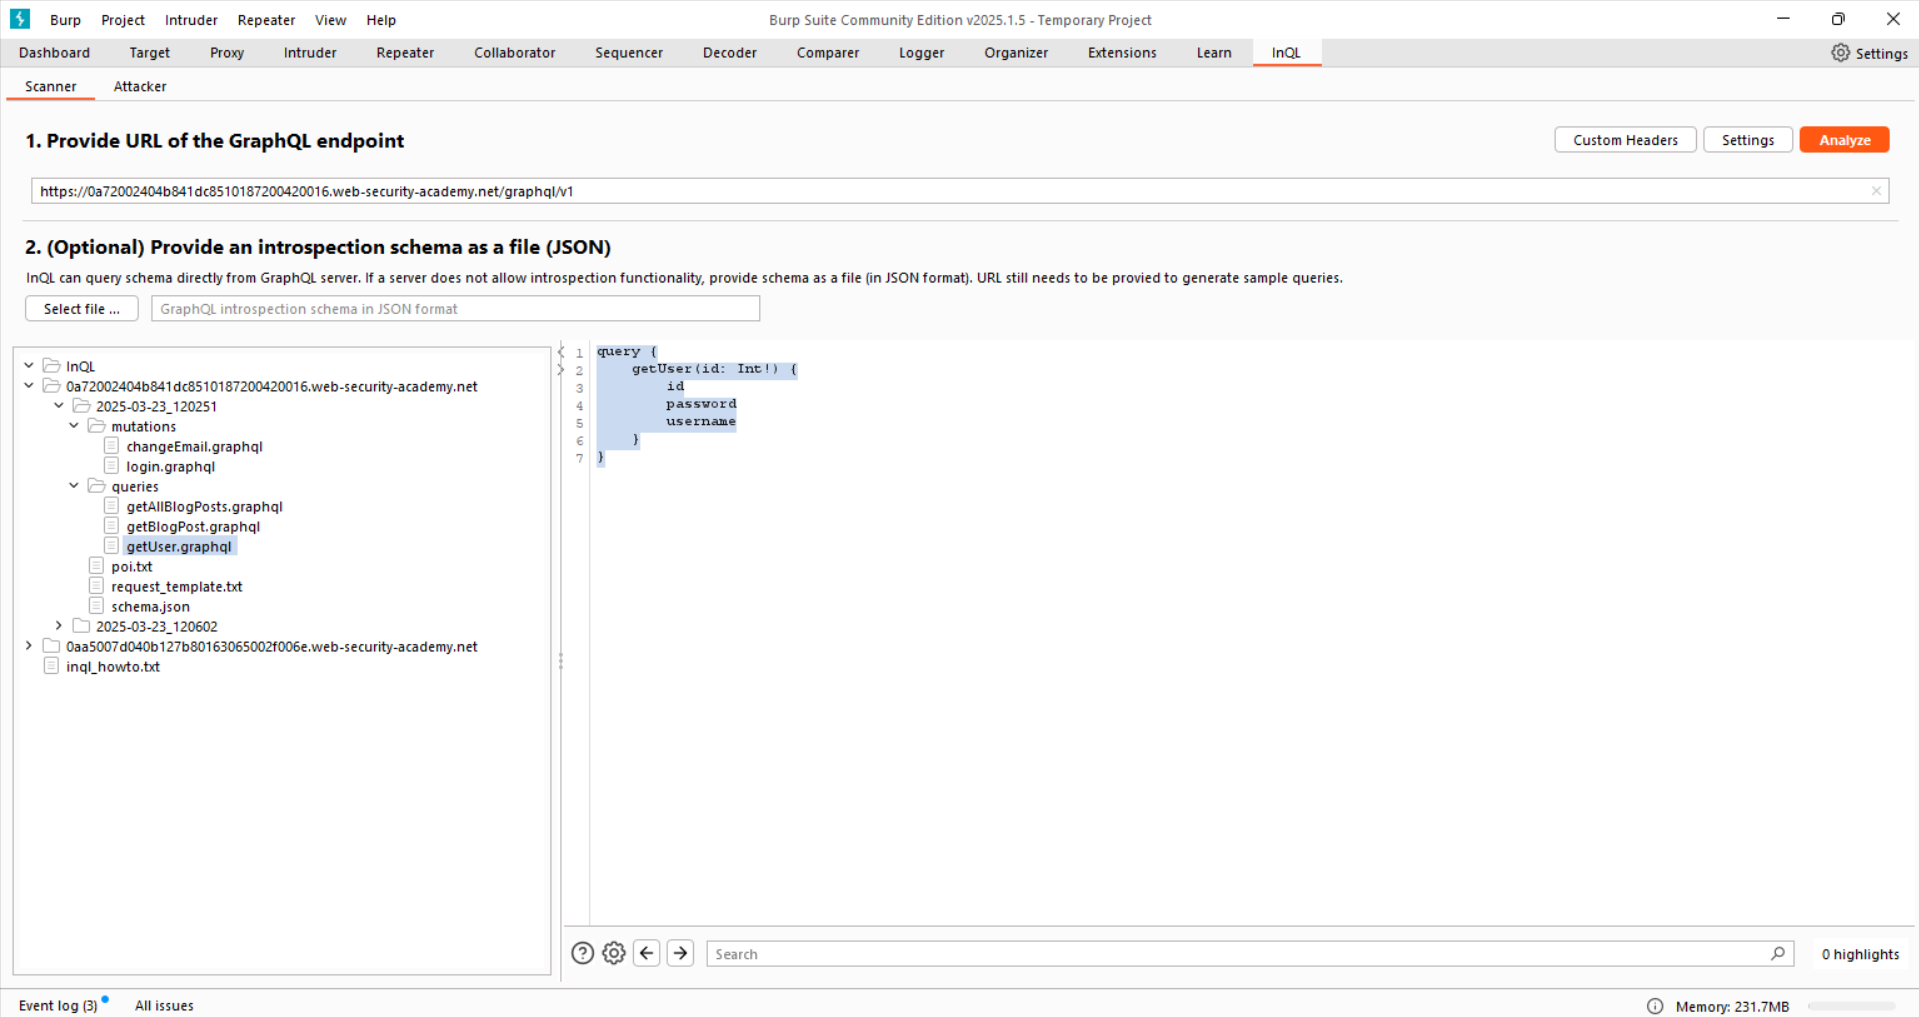 Burp Project Intruder Repeater View Help Burp Suite Community Edition v2025.1.5 - Temporary Project
Dashboard Target Proxy Intruder Repeater Collaborator Sequencer Decoder Comparer Logger Organizer Extensions Learn InQL Settings
Scanner Attacker
1. Provide URL of the GraphQL endpoint Custom Headers Settings Analyze
https://0a72002404b841dc8510187200420016.web-security-academy.net/graphql/v1
2. (Optional) Provide an introspection schema as a file (JSON)
InQL can query schema directly from GraphQL server. If a server does not allow introspection functionality, provide schema as a file (in JSON format). URL still needs to be provied to generate sample queries.
Select file ... GraphQL introspection schema in JSON format
InQL
0a72002404b841dc8510187200420016.web-security-academy.net
2025-03-23_120251
mutations
changeEmail.graphql
login.graphql
queries
getAllBlogPosts.graphql
getBlogPost.graphql
getUser.graphql
poi.txt
request_template.txt
schema.json
2025-03-23_120602
0aa5007d040b127b80163065002f006e.web-security-academy.net
inql_howto.txt
1 query {
2 getUser(id: Int!) {
3 id
4 password
5 username
6 }
7 }
Search 0 highlights
Event log (3) All issues Memory: 231.7MB